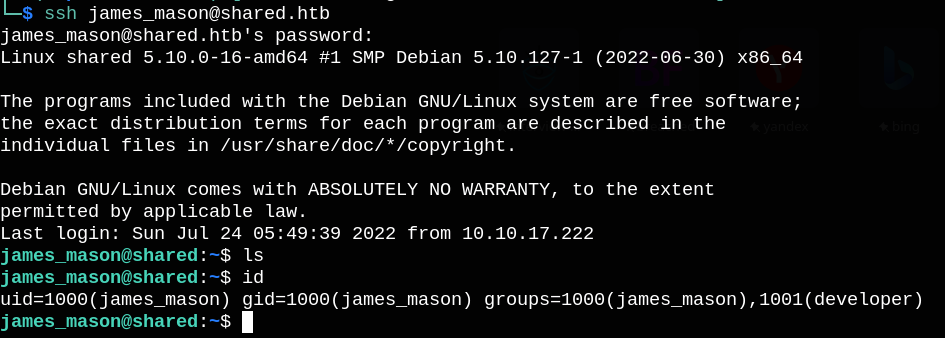 └─$ ssh james_mason@shared.htb
james_mason@shared.htb's password:
Linux shared 5.10.0-16-amd64 #1 SMP Debian 5.10.127-1 (2022-06-30) x86_64
The programs included with the Debian GNU/Linux system are free software;
the exact distribution terms for each program are described in the
individual files in /usr/share/doc/*/copyright.
Debian GNU/Linux comes with ABSOLUTELY NO WARRANTY, to the extent
permitted by applicable law.
Last login: Sun Jul 24 05:49:39 2022 from 10.10.17.222
james_mason@shared:~$ ls
james_mason@shared:~$ id
uid=1000(james_mason) gid=1000(james_mason) groups=1000(james_mason),1001(developer)
james_mason@shared:~$
yandex
bing